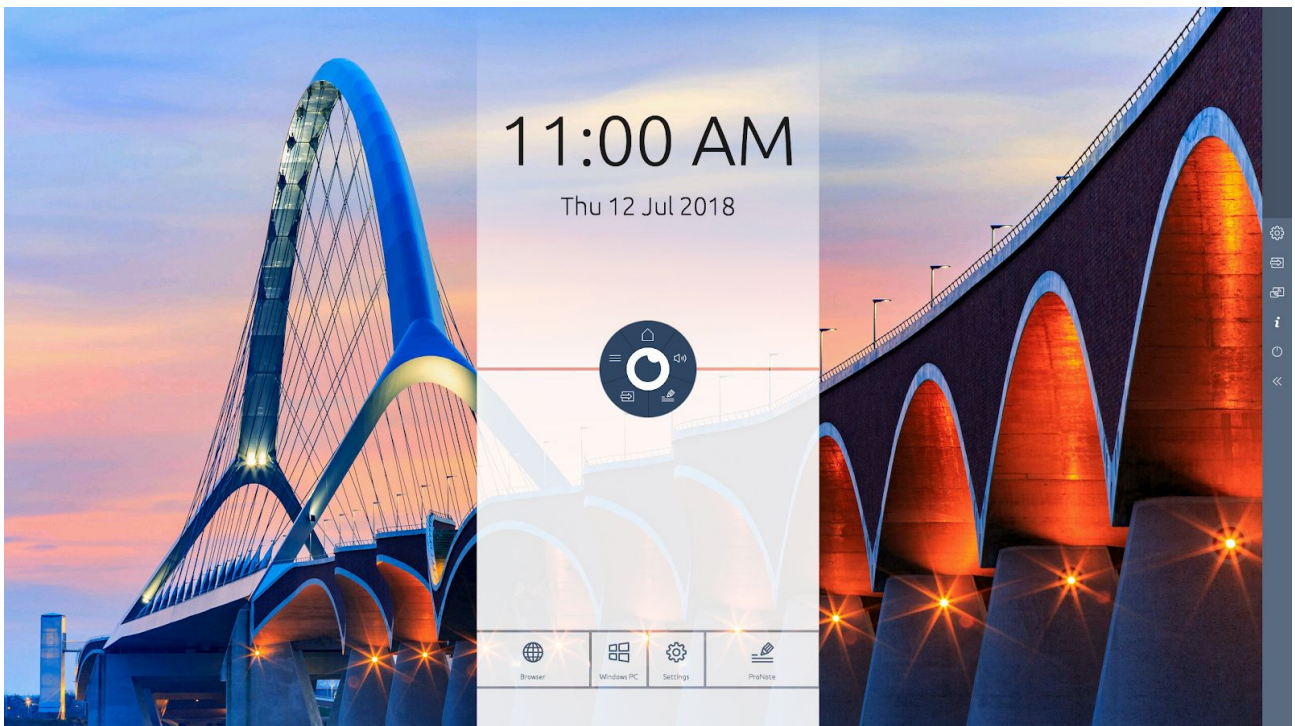 11:00 AM
Thu 12 Jul 2018
Browser
Windows PC
Settings
ProNote